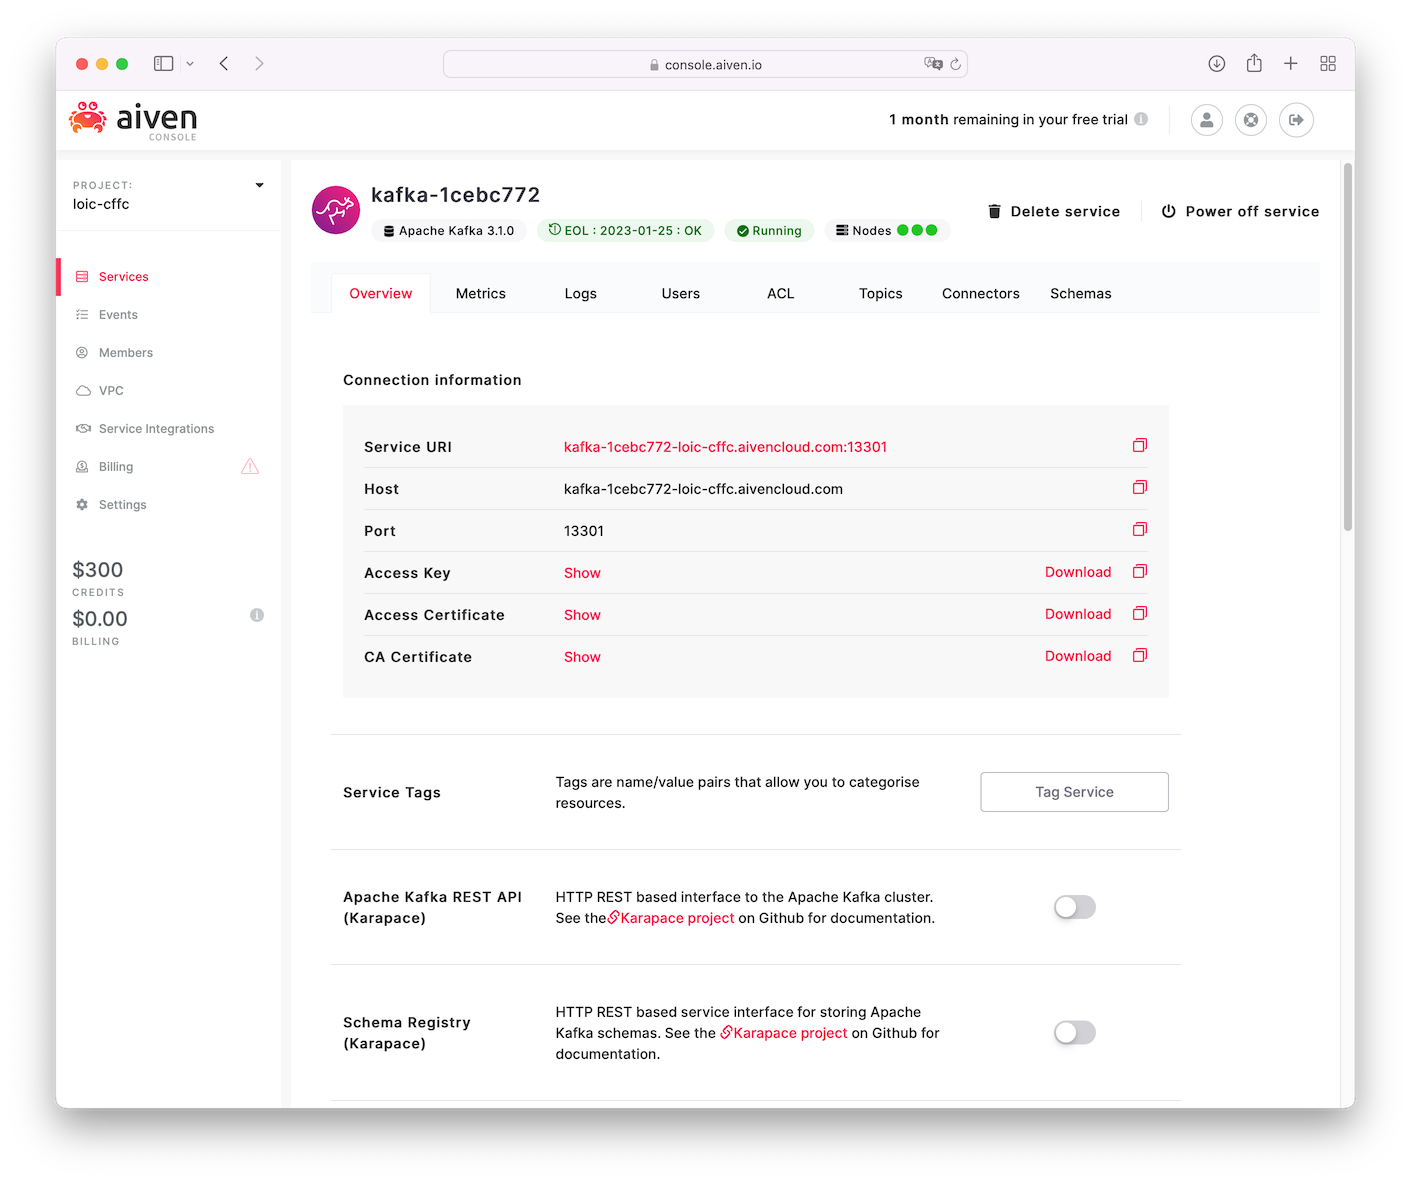 console.aiven.io
aiven
CONSOLE
1 month remaining in your free trial
PROJECT:
loic-cffc
Services
Events
Members
VPC
Service Integrations
Billing
Settings
$300
CREDITS
$0.00
BILLING
kafka-1cebc772
Apache Kafka 3.1.0
EOL : 2023-01-25 : OK
Running
Nodes
Delete service
Power off service
Overview
Metrics
Logs
Users
ACL
Topics
Connectors
Schemas
Connection information
Service URI
kafka-1cebc772-loic-cffc.aivencloud.com:13301
Host
kafka-1cebc772-loic-cffc.aivencloud.com
Port
13301
Access Key
Show
Download
Access Certificate
Show
Download
CA Certificate
Show
Download
Service Tags
Tags are name/value pairs that allow you to categorise
resources.
Tag Service
Apache Kafka REST API
(Karapace)
HTTP REST based interface to the Apache Kafka cluster.
See the Karapace project on Github for documentation.
Schema Registry
(Karapace)
HTTP REST based service interface for storing Apache
Kafka schemas. See the Karapace project on Github for
documentation.